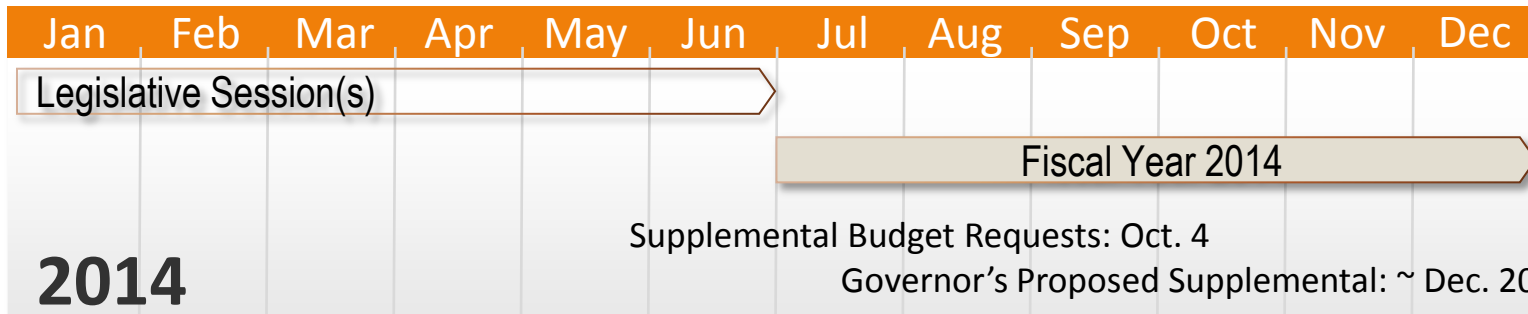 Jan Feb Mar Apr May Jun Jul Aug Sep Oct Nov Dec
Legislative Session(s)
Fiscal Year 2014
Supplemental Budget Requests: Oct. 4
Governor's Proposed Supplemental: ~ Dec. 20
2014